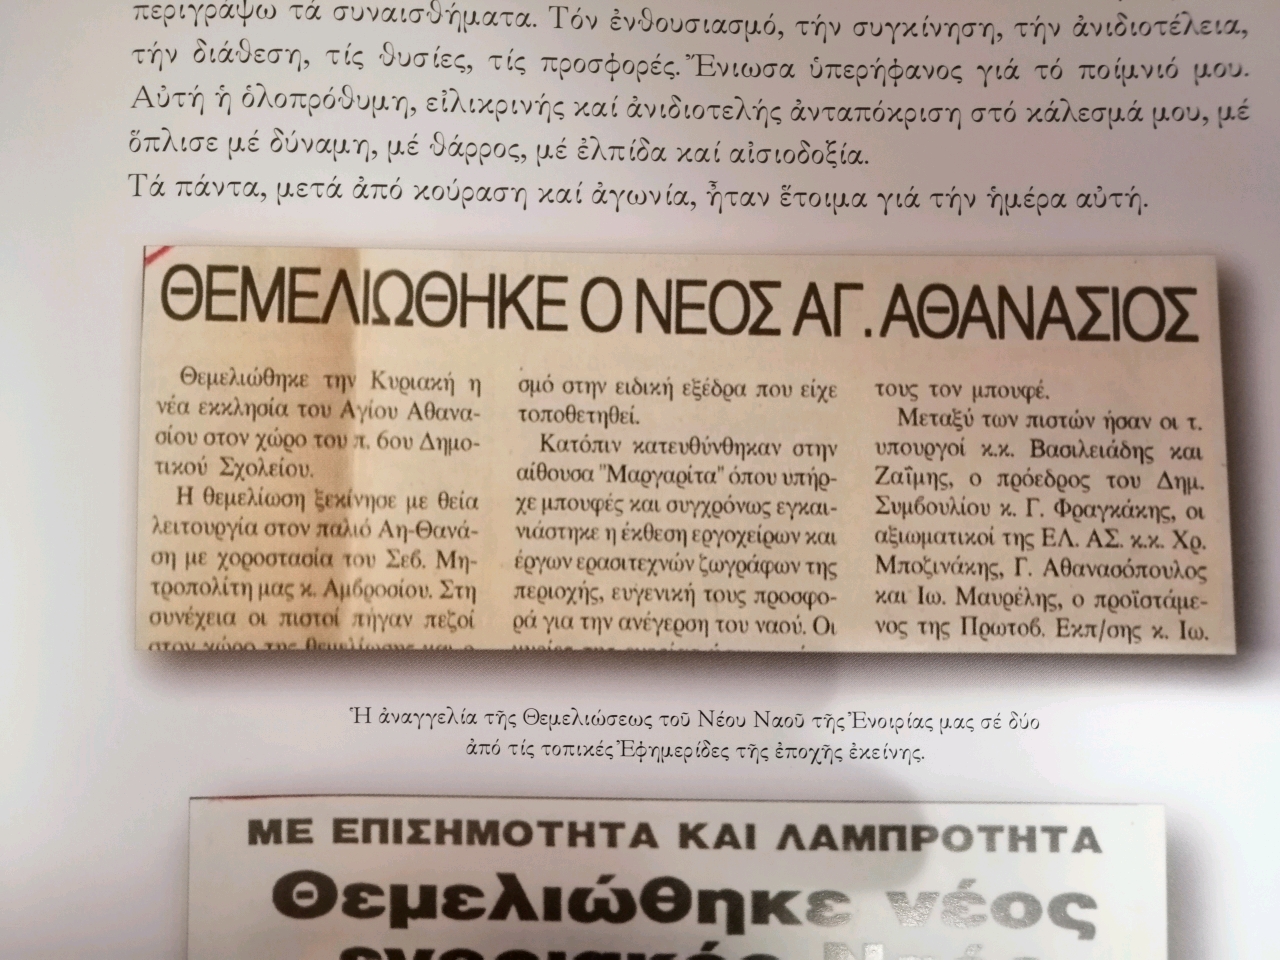 περιγράψω τά συναισθήματα. Τόν ἐνθουσιασμό, τήν συγκίνηση, τήν ἀνιδιοτέλεια,
τήν διάθεση, τίς θυσίες, τίς προσφορές. Ἔνιωσα ὑπερήφανος γιά τό ποίμνιό μου.
Αὐτή ἡ ὁλοπρόθυμη, εἰλικρινής καί ἀνιδιοτελής ἀνταπόκριση στό κάλεσμά μου, μέ
ὅπλισε μέ δύναμη, μέ θάρρος, μέ ἐλπίδα καί αἰσιοδοξία.
Τά πάντα, μετά ἀπό κούραση καί ἀγωνία, ἦταν ἕτοιμα γιά τήν ἡμέρα αὐτή.
ΘΕΜΕΛΙΩΘΗΚΕ Ο ΝΕΟΣ ΑΓ. ΑΘΑΝΑΣΙΟΣ
Θεμελιώθηκε την Κυριακή η
νέα εκκλησία του Αγίου Αθανα-
σίου στον χώρο του π. 6ου Δημο-
τικού Σχολείου.
Η θεμελίωση ξεκίνησε με θεία
λειτουργία στον παλιό Αη-Θανά-
ση με χοροστασία του Σεβ. Μη-
τροπολίτη μας κ. Αμβροσίου. Στη
συνέχεια οι πιστοί πήγαν πεζοί
στον χώρο της θεμελίωσης και ο
σμό στην ειδική εξέδρα που είχε
τοποθετηθεί.
Κατόπιν κατευθύνθηκαν στην
αίθουσα "Μαργαρίτα" όπου υπήρ-
χε μπουφές και συγχρόνως εγκαι-
νιάστηκε η έκθεση εργοχείρων και
έργων ερασιτεχνών ζωγράφων της
περιοχής, ευγενική τους προσφο-
ρά για την ανέγερση του ναού. Οι
τους τον μπουφέ.
Μεταξύ των πιστών ήσαν οι τ.
υπουργοί κ.κ. Βασιλειάδης και
Ζαΐμης, ο πρόεδρος του Δημ.
Συμβουλίου κ. Γ. Φραγκάκης, οι
αξιωματικοί της ΕΛ. ΑΣ. κ.κ. Χρ.
Μποζινάκης, Γ. Αθανασόπουλος
και Ιω. Μαυρέλης, ο προϊστάμε-
νος της Πρωτοβ. Εκπ/σης κ. Ιω.
Ἡ ἀναγγελία τῆς Θεμελιώσεως τοῦ Νέου Ναοῦ τῆς Ἐνοιρίας μας σέ δύο
ἀπό τίς τοπικές Ἐφημερίδες τῆς ἐποχῆς ἐκείνης.
ΜΕ ΕΠΙΣΗΜΟΤΗΤΑ ΚΑΙ ΛΑΜΠΡΟΤΗΤΑ
Θεμελιώθηκε νέος